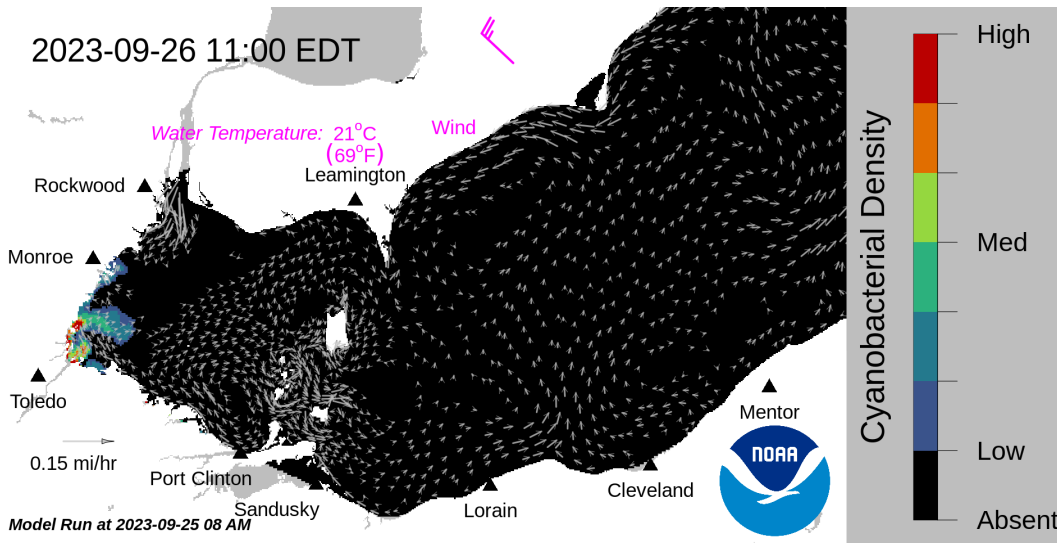 2023-09-26 11:00 EDT
High
Wind
Water Temperature: 21°C
(69°F)
Leamington
Rockwood
Monroe
Cyanobacterial Density
Med
Toledo
Mentor
NOAA
0.15 mi/hr
Port Clinton
Low
Sandusky
Lorain
Cleveland
Model Run at 2023-09-25 08 AM
Absent